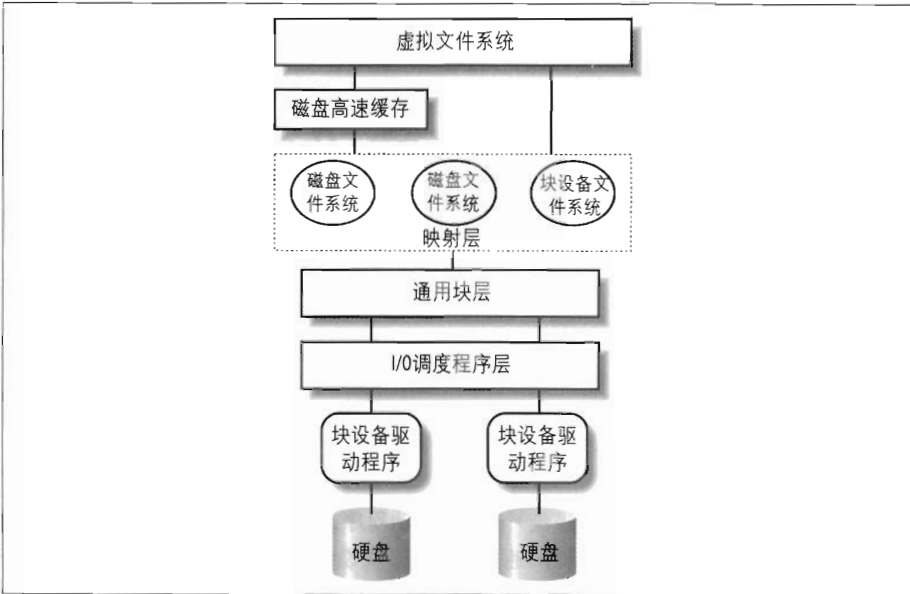 虚拟文件系统
磁盘高速缓存
磁盘文
件系统
磁盘文
件系统
块设备文
件系统
映射层
通用块层
I/O调度程序层
块设备驱
动程序
块设备驱
动程序
硬盘
硬盘